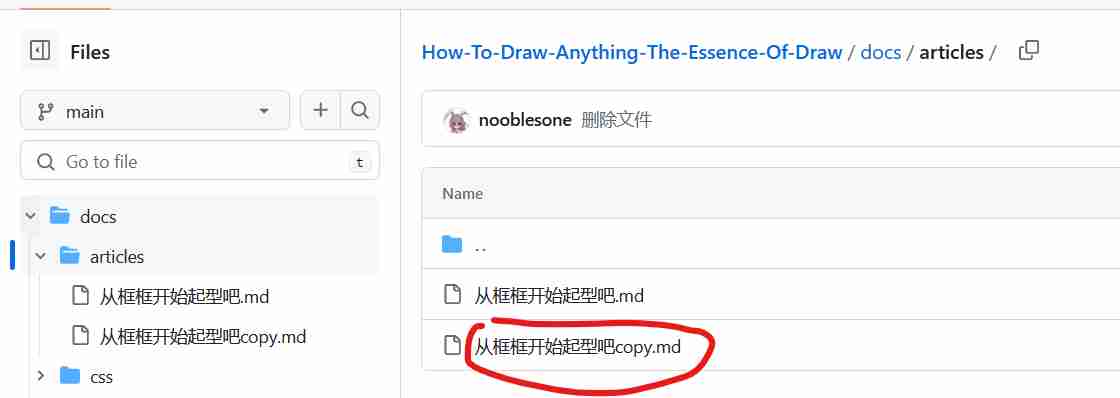 Files
main
Go to file
t
docs
articles
从框框开始起型吧.md
从框框开始起型吧copy.md
css
How-To-Draw-Anything-The-Essence-Of-Draw / docs / articles /
nooblesone 删除文件
Name
..
从框框开始起型吧.md
从框框开始起型吧copy.md